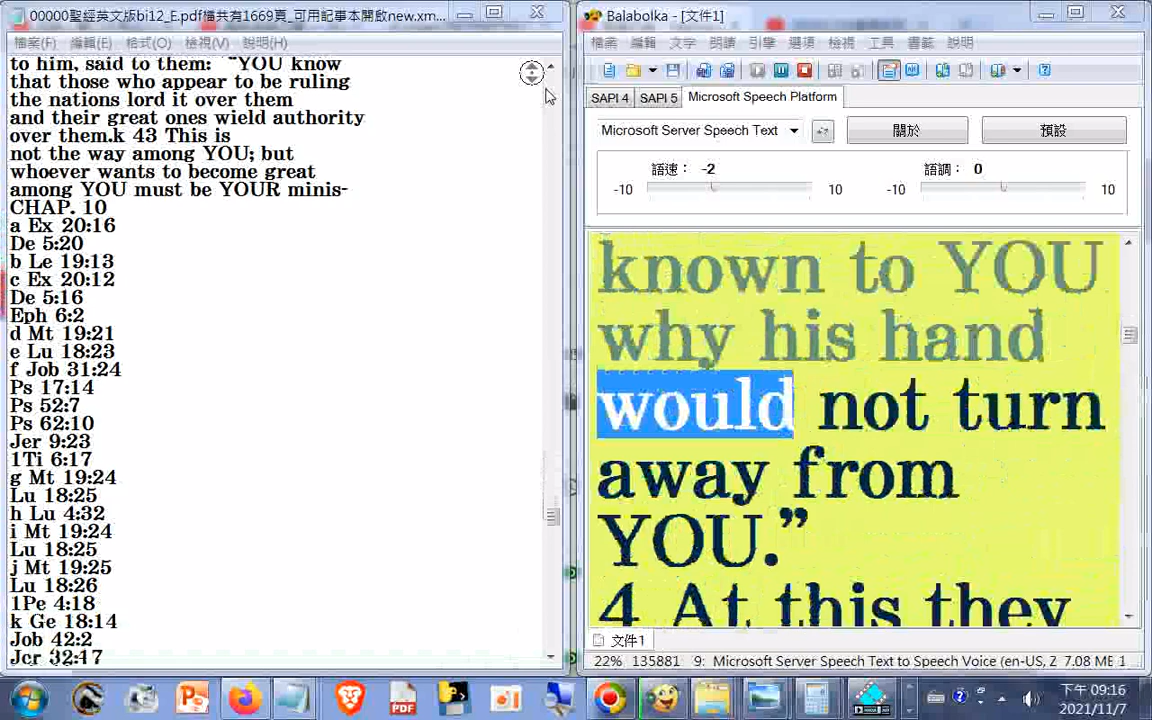 00000聖經英文版bi12_E.pdf檔共有1669頁_可用記事本開啟new.xm...
檔案(F) 編輯(E) 格式(O) 檢視(V) 說明(H)
to him, said to them: “YOU know
that those who appear to be ruling
the nations lord it over them
and their great ones wield authority
over them.k 43 This is
not the way among YOU; but
whoever wants to become great
among YOU must be YOUR minis-
CHAP. 10
a Ex 20:16
De 5:20
b Le 19:13
c Ex 20:12
De 5:16
Eph 6:2
d Mt 19:21
e Lu 18:23
f Job 31:24
Ps 17:14
Ps 52:7
Ps 62:10
Jer 9:23
1Ti 6:17
g Mt 19:24
Lu 18:25
h Lu 4:32
i Mt 19:24
Lu 18:25
j Mt 19:25
Lu 18:26
1Pe 4:18
k Ge 18:14
Job 42:2
Jer 32:17
Balabolka - [文件1]
檔案 編輯 文字 朗讀 引擎 選項 檢視 工具 書籤 說明
SAPI 4 SAPI 5 Microsoft Speech Platform
Microsoft Server Speech Text 關於 預設
語速： -2 語調： 0
-10 10 -10 10
known to YOU
why his hand
would not turn
away from
YOU.”
4 At this they
文件1
22% 135881 9: Microsoft Server Speech Text to Speech Voice (en-US, Z 7.08 MB 1
PDF
下午 09:16
2021/11/7